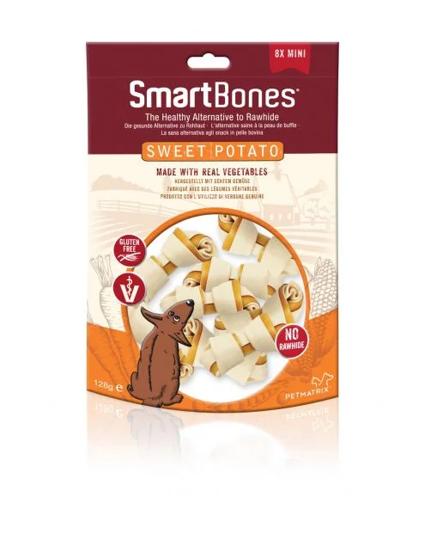 8X MINI
SmartBones®
The Healthy Alternative to Rawhide
Die gesunde Alternative zu Rohhaut · L'alternative saine à la peau de buffle ·
La sana alternativa agli snack in pelle bovina
SWEET POTATO
MADE WITH REAL VEGETABLES
HERGESTELLT MIT ECHTEM GEMÜSE
FABRIQUÉ AVEC DES LÉGUMES VÉRITABLES
PRODOTTO CON L'UTILIZZO DI VERDURE GENUINE
GLUTEN
FREE
V
NO
RAWHIDE
128g e
PETMATRIX